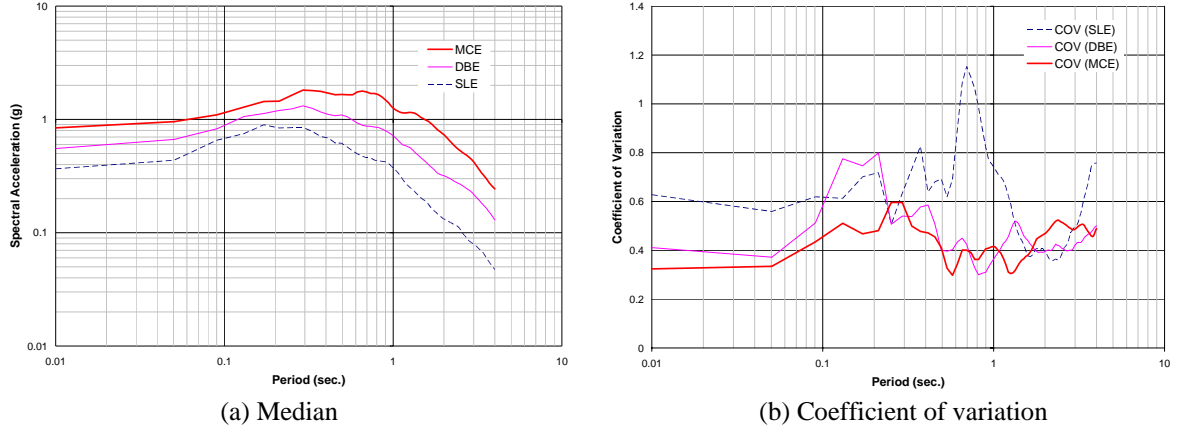 10
1
0.1
0.01
0.01
0.1
1
10
Spectral Acceleration (g)
Period (sec.)
MCE
DBE
SLE
(a) Median
1.4
1.2
1
0.8
0.6
0.4
0.2
0
0.01
0.1
1
10
Coefficient of Variation
Period (sec.)
COV (SLE)
COV (DBE)
COV (MCE)
(b) Coefficient of variation